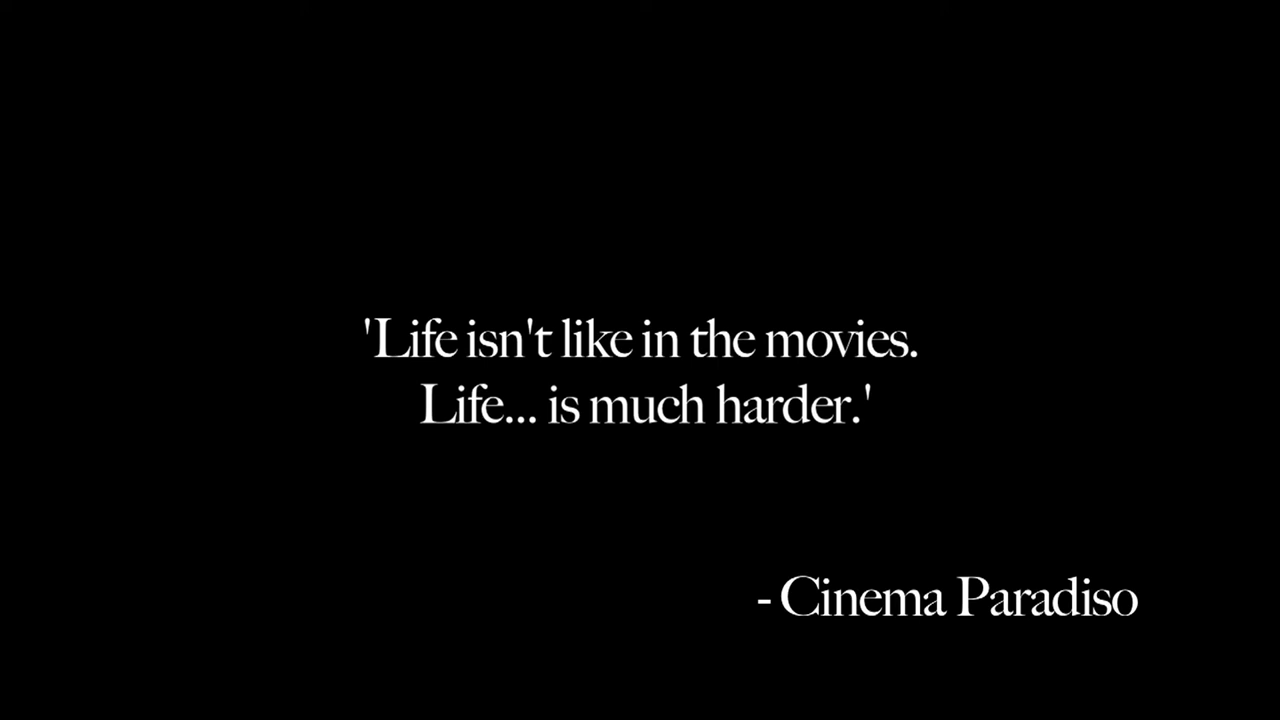 'Life isn't like in the movies.
Life... is much harder.'
- Cinema Paradiso